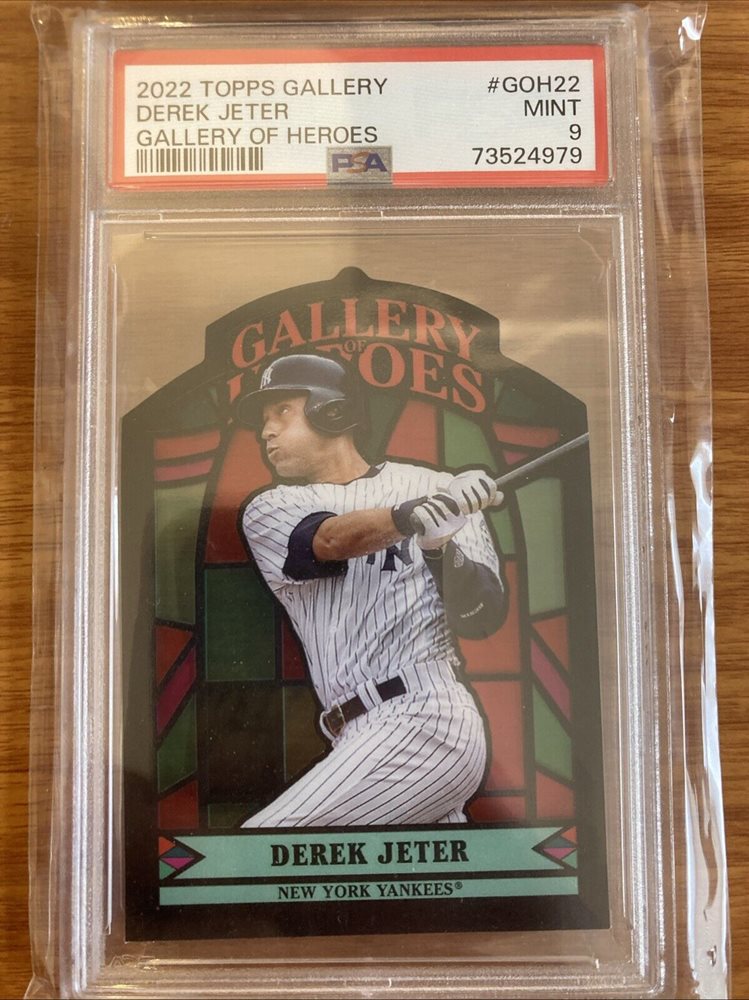 2022 TOPPS GALLERY #GOH22
DEREK JETER MINT
GALLERY OF HEROES 9
PSA 73524979
GALLERY
OF
HEROES
NY
DEREK JETER
NEW YORK YANKEES®